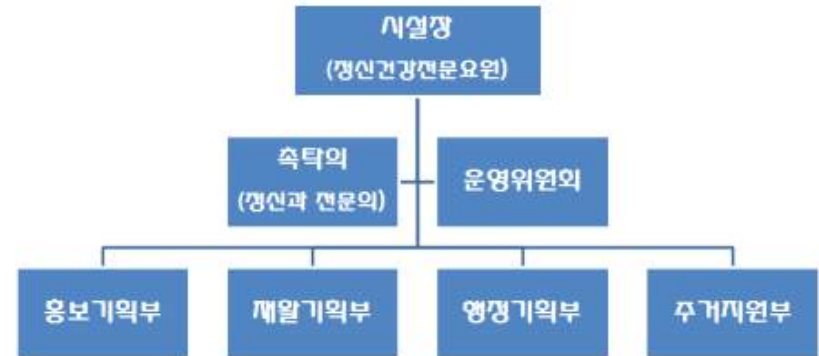 시설장
(정신건강전문요원)
촉탁의
(정신과 전문의)
운영위원회
홍보기획부
재활기획부
행정기획부
주거지원부